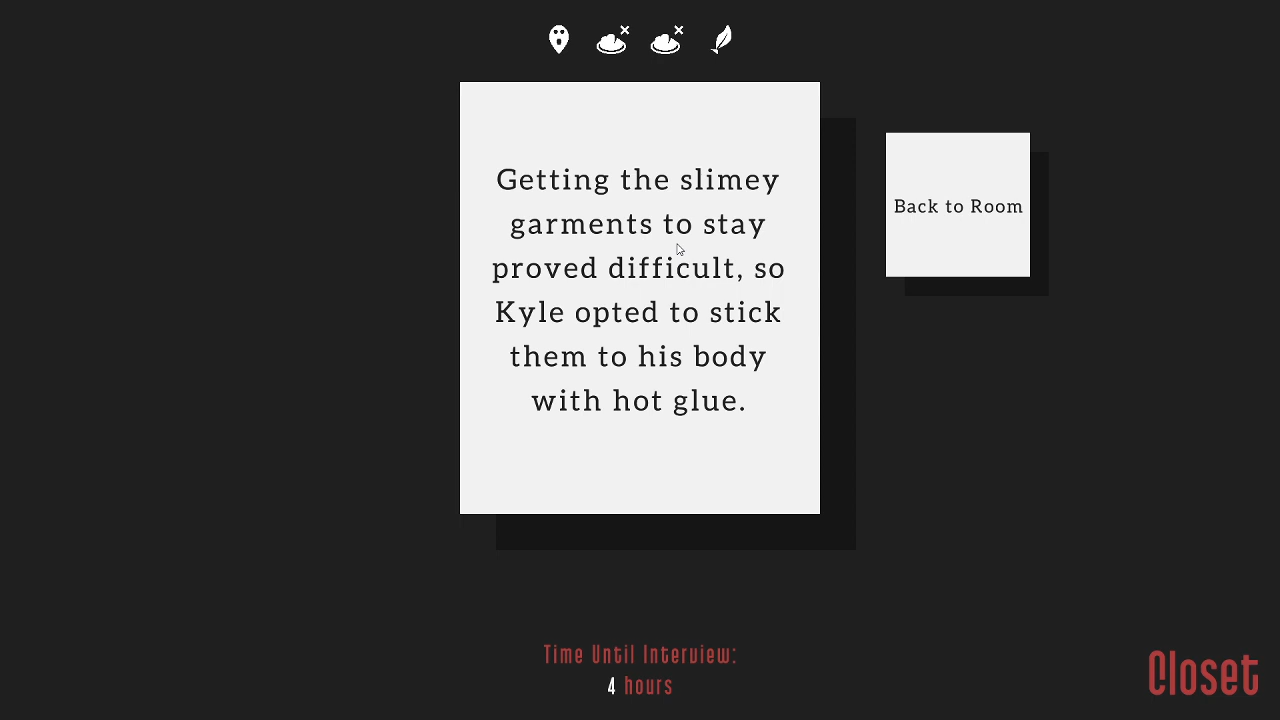 Getting the slimey
garments to stay
proved difficult, so
Kyle opted to stick
them to his body
with hot glue.
Back to Room
Time Until Interview:
4 hours
Closet